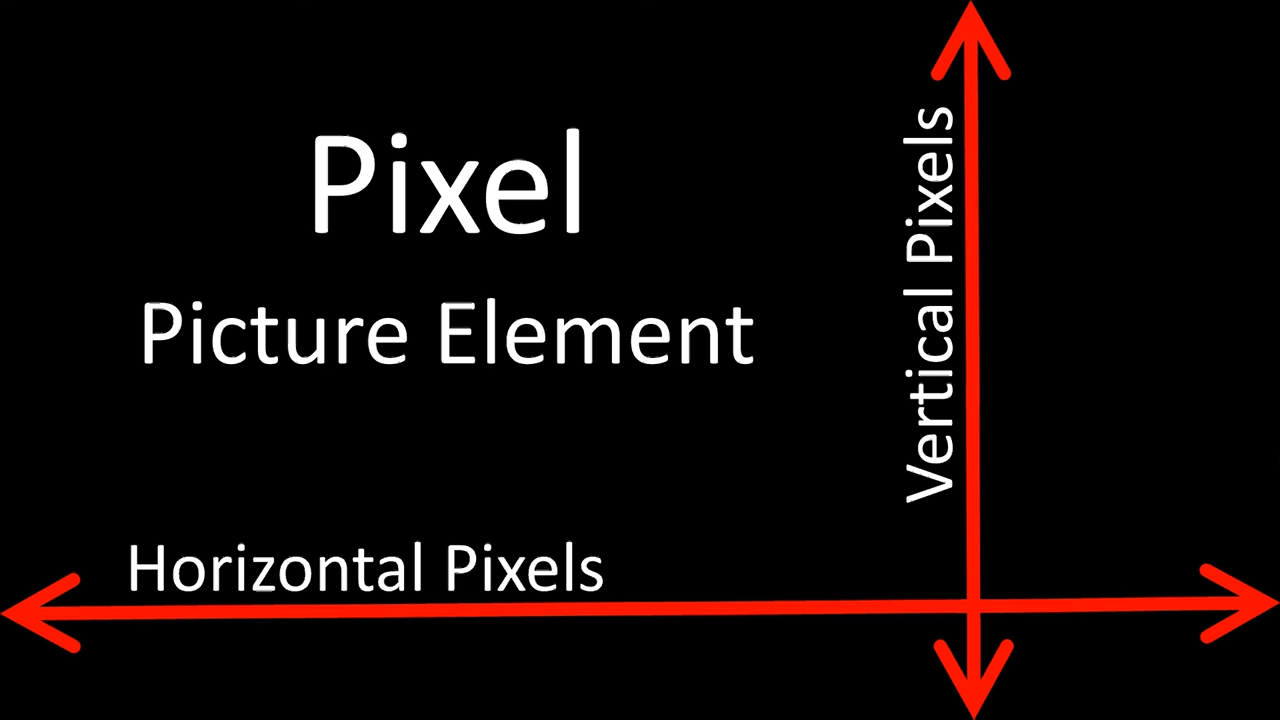 Pixel
Picture Element
Vertical Pixels
Horizontal Pixels